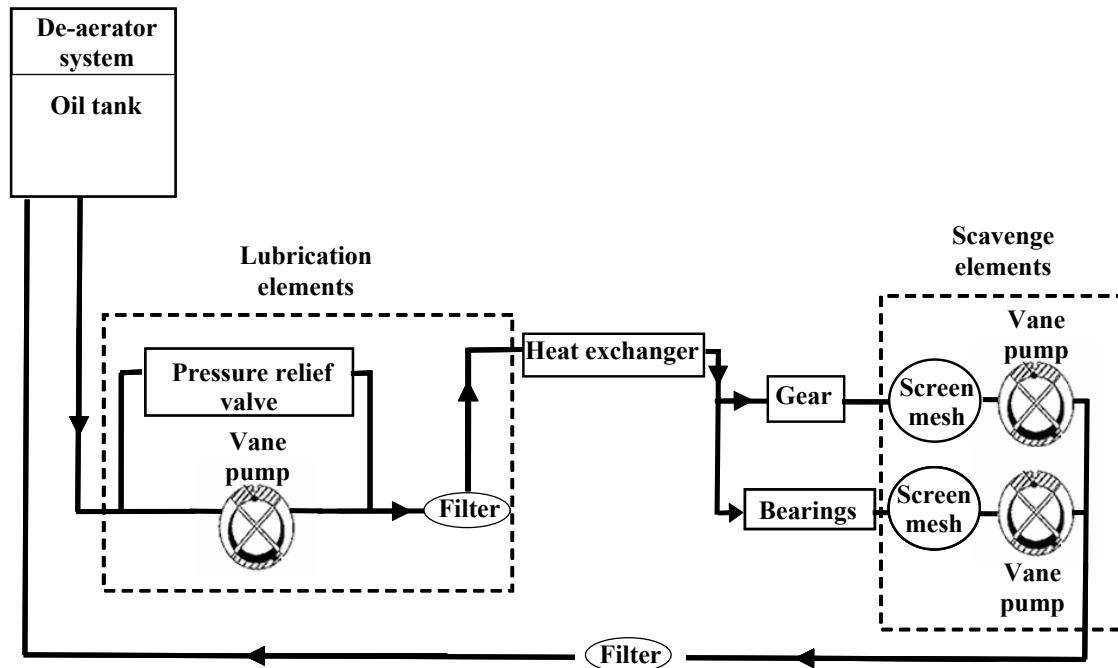 De-aerator
system
Oil tank
Lubrication
elements
Pressure relief
valve
Vane
pump
Filter
Heat exchanger
Gear
Bearings
Scavenge
elements
Vane
pump
Screen
mesh
Screen
mesh
Vane
pump
Filter